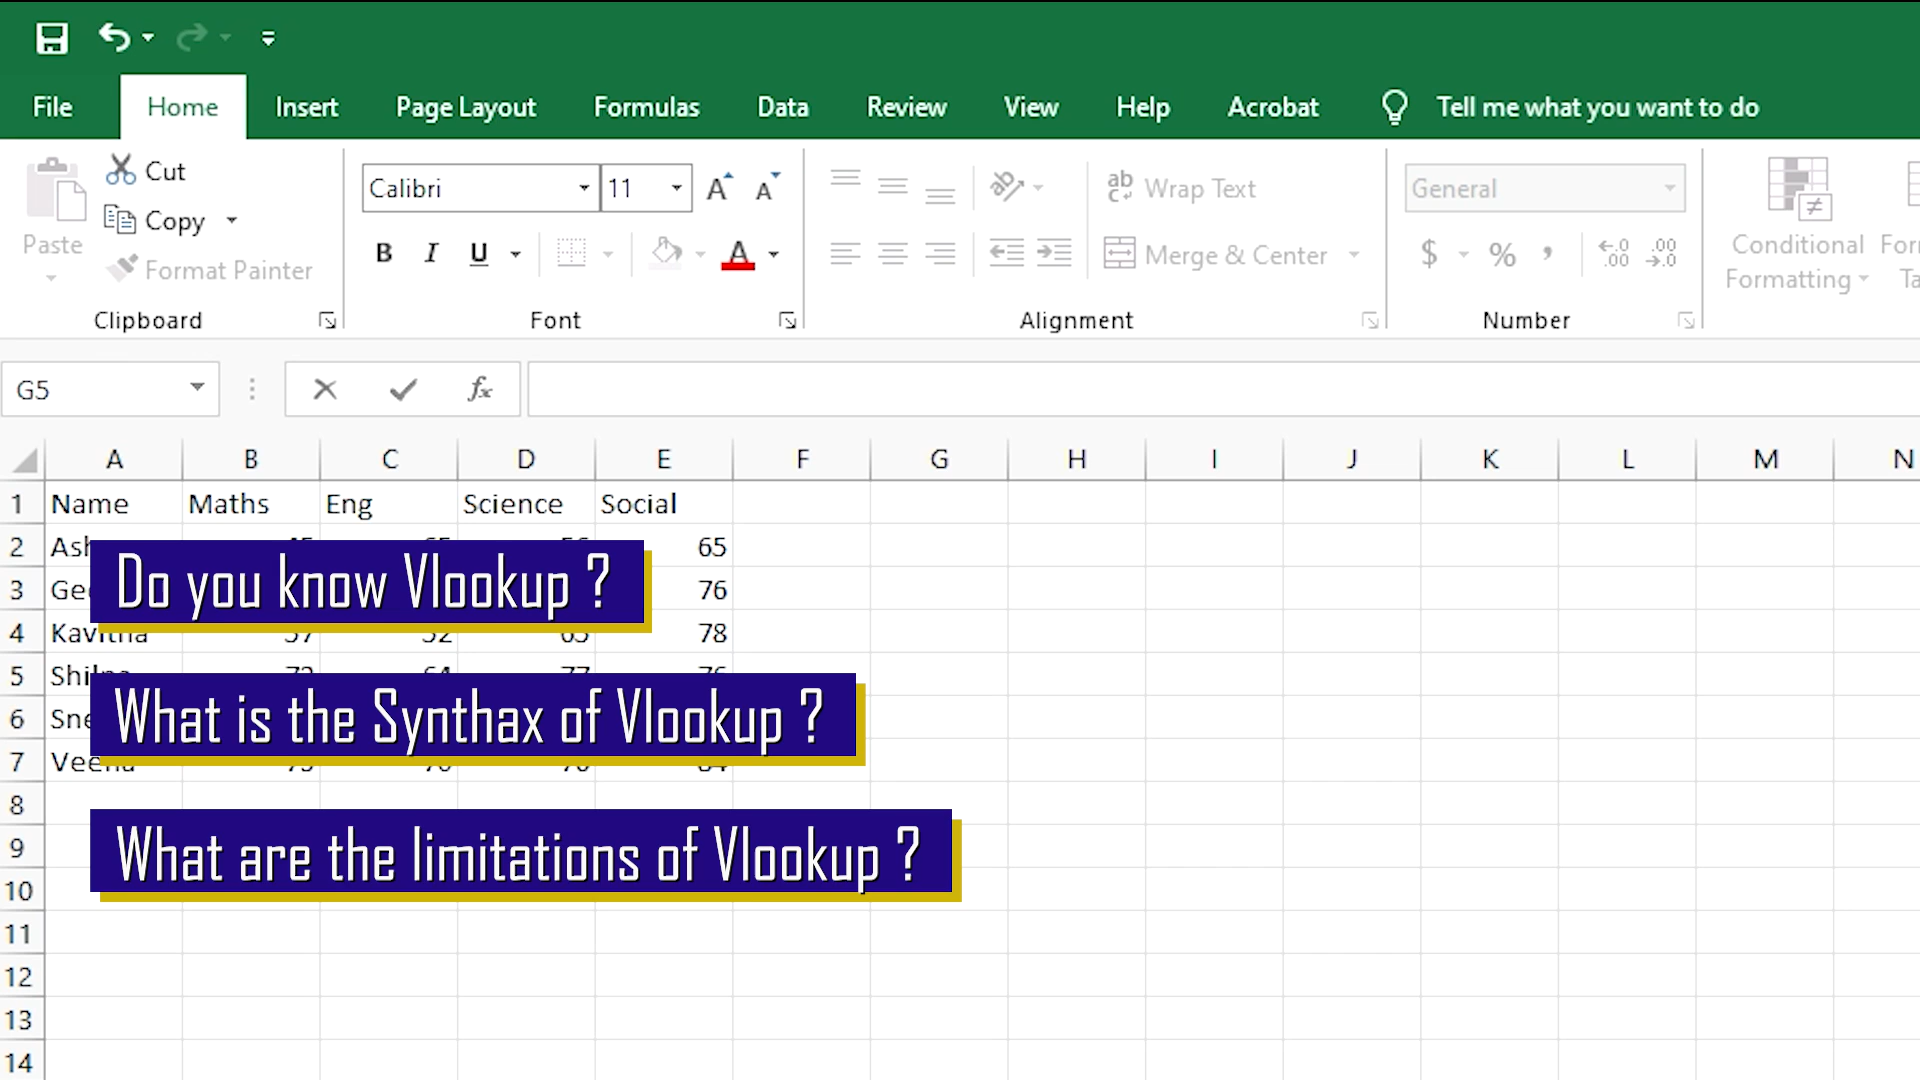 File Home Insert Page Layout Formulas Data Review View Help Acrobat Tell me what you want to do
Cut
Calibri 11 Wrap Text General
Copy
Paste
B I U Merge & Center $ % Conditional
Format Painter Formatting
Clipboard Font Alignment Number
G5 fx
A B C D E F G H I J K L M N
1 Name Maths Eng Science Social
2 65
3 76
4 Kavitha 78
5
6
7
Do you know Vlookup ?
What is the Synthax of Vlookup ?
8
What are the limitations of Vlookup ?
9
10
11
12
13
14